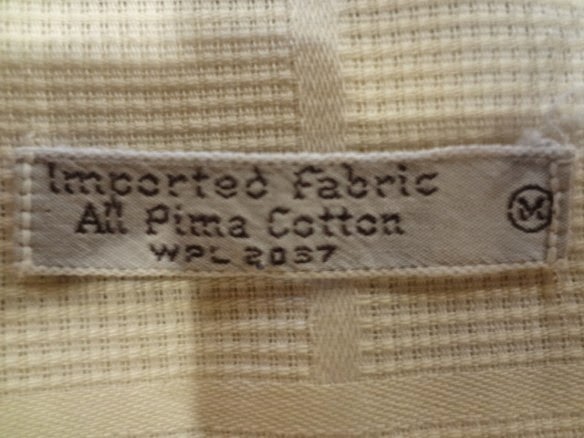 Imported Fabric
All Pima Cotton
M
WPL 2037